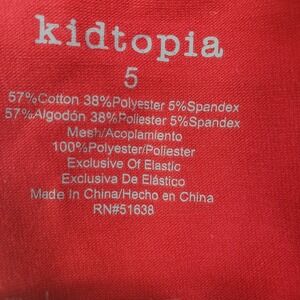 kidtopia
5
57%Cotton 38%Polyester 5%Spandex
57%Algodón 38%Poliester 5%Spandex
Mesh/Acoplamiento
100%Polyester/Poliester
Exclusive Of Elastic
Exclusiva De Elástico
Made In China/Hecho en China
RN#51638